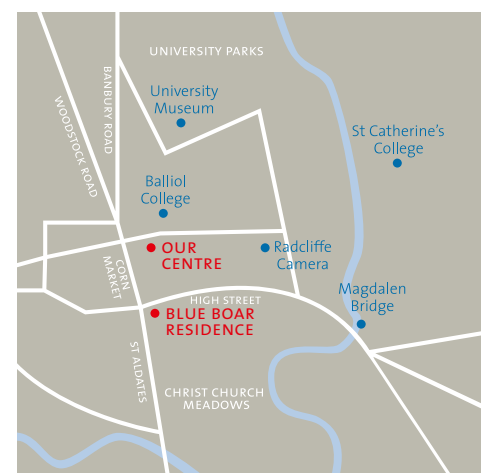 UNIVERSITY PARKS
BANBURY ROAD
WOODSTOCK ROAD
University
Museum
St Catherine's
College
Balliol
College
OUR
CENTRE
Radcliffe
Camera
CORN
MARKET
Magdalen
Bridge
HIGH STREET
BLUE BOAR
RESIDENCE
ST ALDATES
CHRIST CHURCH
MEADOWS